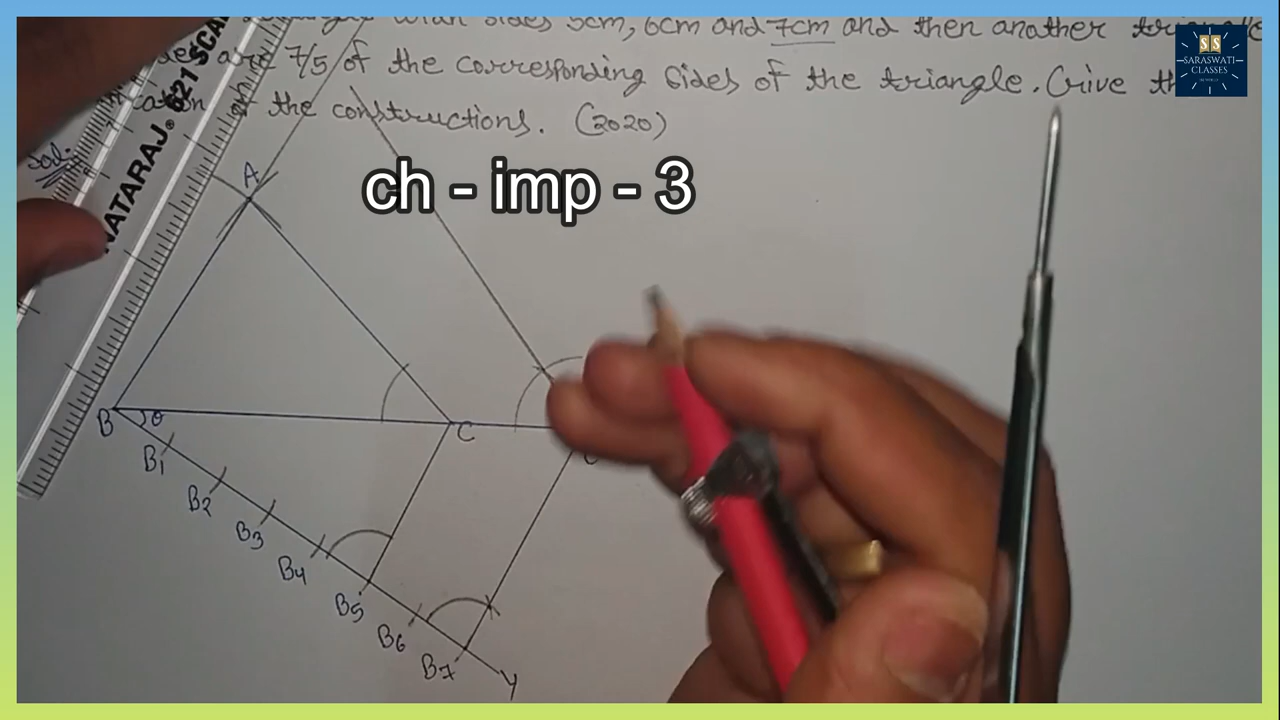 with sides 5cm, 6cm and 7cm and then another
are 7/5 of the corresponding sides of the triangle. Give
of the constructions. (2020)
Sol:
SS
SARASWATI
CLASSES
NATARAJ® 621 SCA
ch - imp - 3
A
B
θ
C
B1
B2
B3
B4
B5
B6
B7
Y